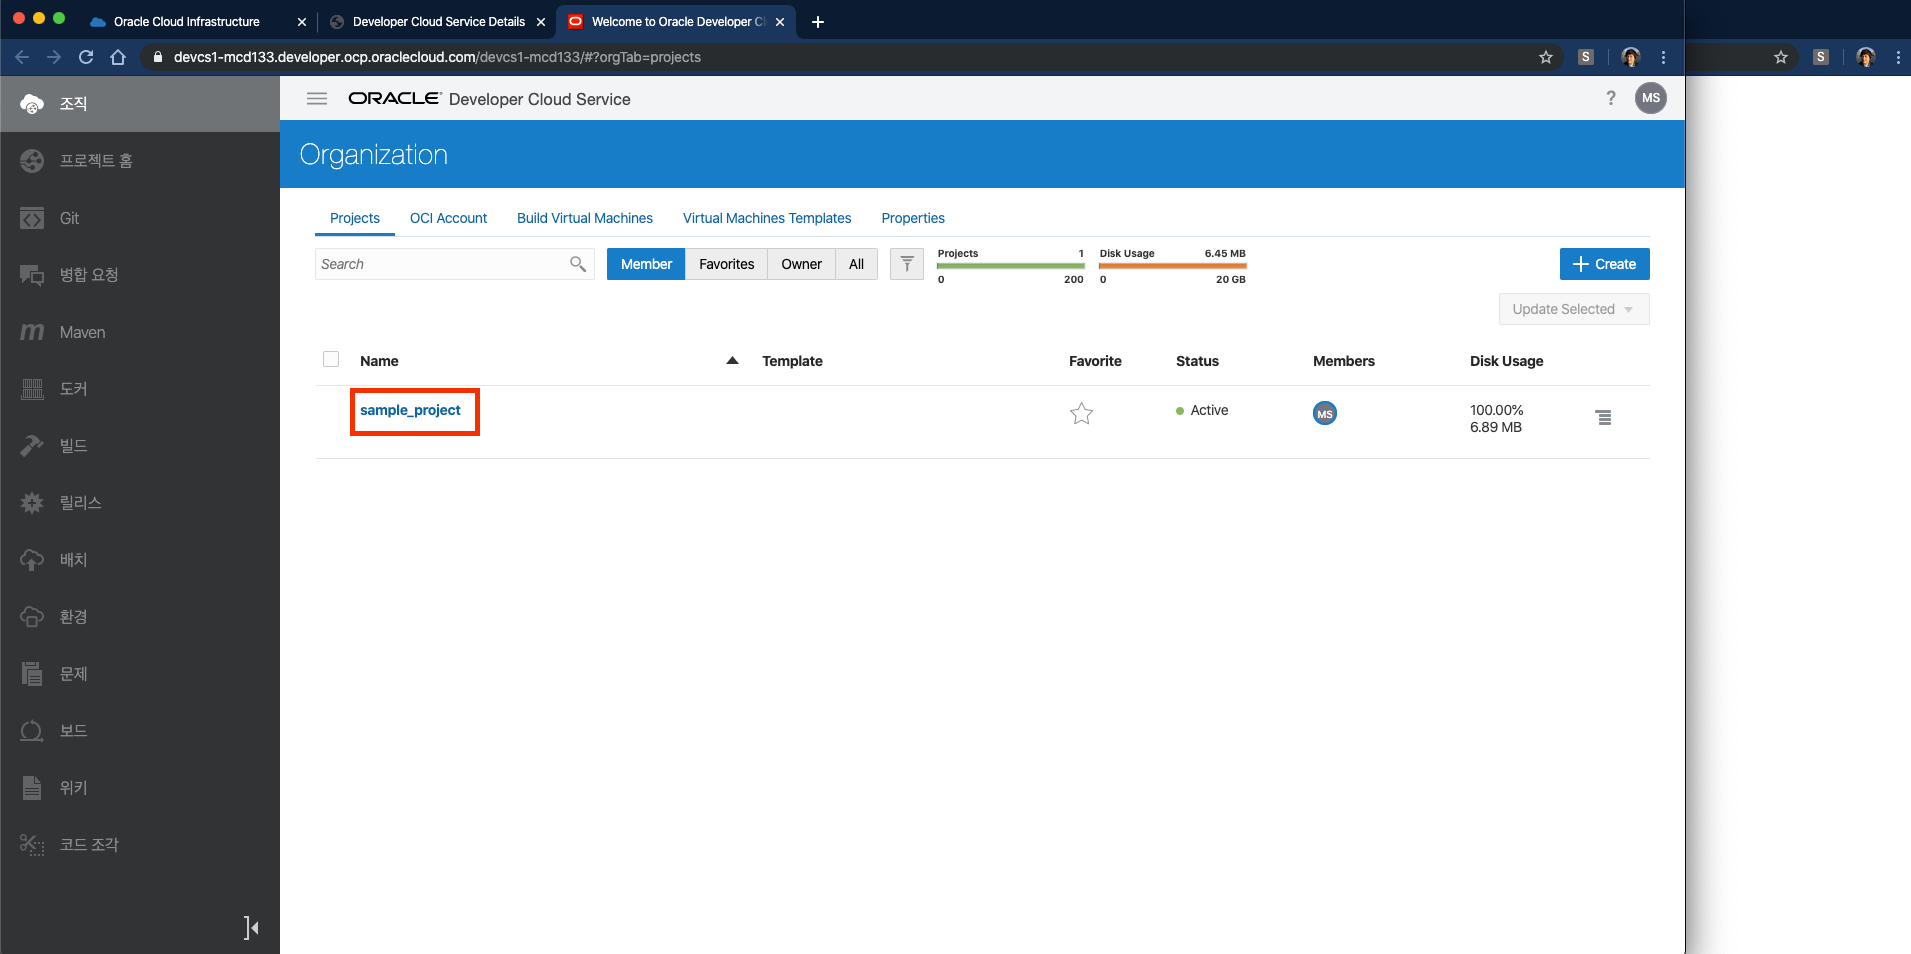 Oracle Cloud Infrastructure
Developer Cloud Service Details
Welcome to Oracle Developer Cl
devcs1-mcd133.developer.ocp.oraclecloud.com/devcs1-mcd133/#?orgTab=projects
S
S
조직
프로젝트 홈
Git
병합 요청
Maven
도커
빌드
릴리스
배치
환경
문제
보드
위키
코드 조각
ORACLE Developer Cloud Service
? MS
Organization
Projects OCI Account Build Virtual Machines Virtual Machines Templates Properties
Search
Member Favorites Owner All
Projects 1
0 200
Disk Usage 6.45 MB
0 20 GB
+ Create
Update Selected
Name Template Favorite Status Members Disk Usage
sample_project Active MS 100.00%
6.89 MB